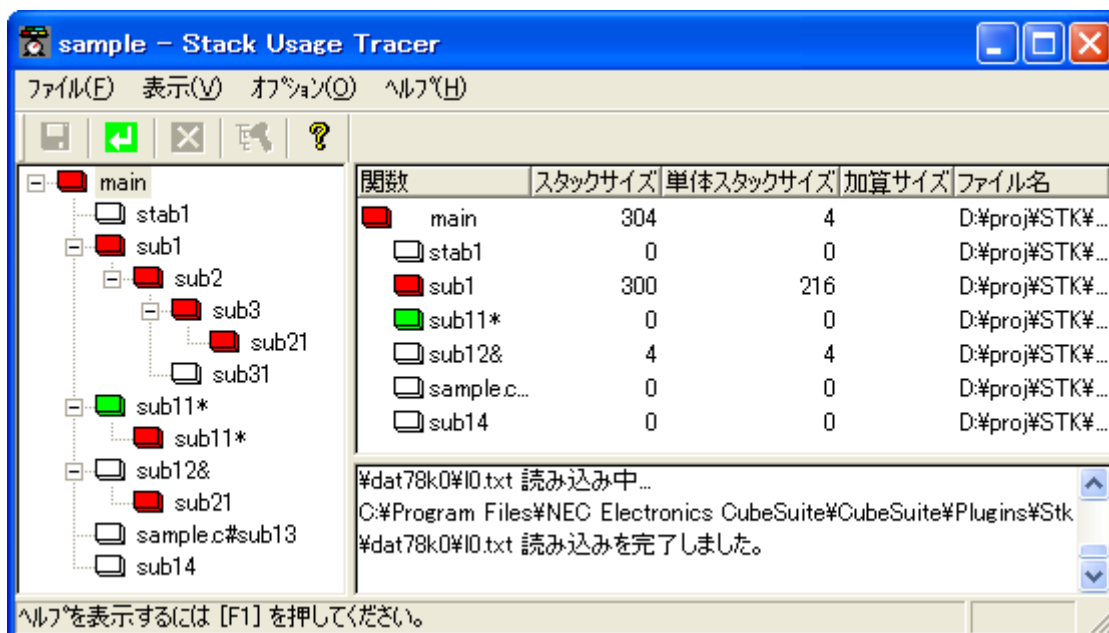 sample - Stack Usage Tracer
ファイル(F) 表示(V) オプション(O) ヘルプ(H)
main
stab1
sub1
sub2
sub3
sub21
sub31
sub11*
sub11*
sub12&
sub21
sample.c#sub13
sub14
関数 スタックサイズ 単体スタックサイズ 加算サイズ ファイル名
main 304 4 D:¥proj¥STK¥...
stab1 0 0 D:¥proj¥STK¥...
sub1 300 216 D:¥proj¥STK¥...
sub11* 0 0 D:¥proj¥STK¥...
sub12& 4 4 D:¥proj¥STK¥...
sample.c... 0 0 D:¥proj¥STK¥...
sub14 0 0 D:¥proj¥STK¥...
¥dat78k0¥l0.txt 読み込み中...
C:¥Program Files¥NEC Electronics CubeSuite¥CubeSuite¥Plugins¥Stk
¥dat78k0¥l0.txt 読み込みを完了しました。
ヘルプを表示するには [F1] を押してください。